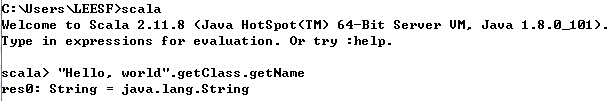 C:\Users\LEESF>scala
Welcome to Scala 2.11.8 (Java HotSpot(TM) 64-Bit Server VM, Java 1.8.0_101).
Type in expressions for evaluation. Or try :help.
scala> "Hello, world".getClass.getName
res0: String = java.lang.String